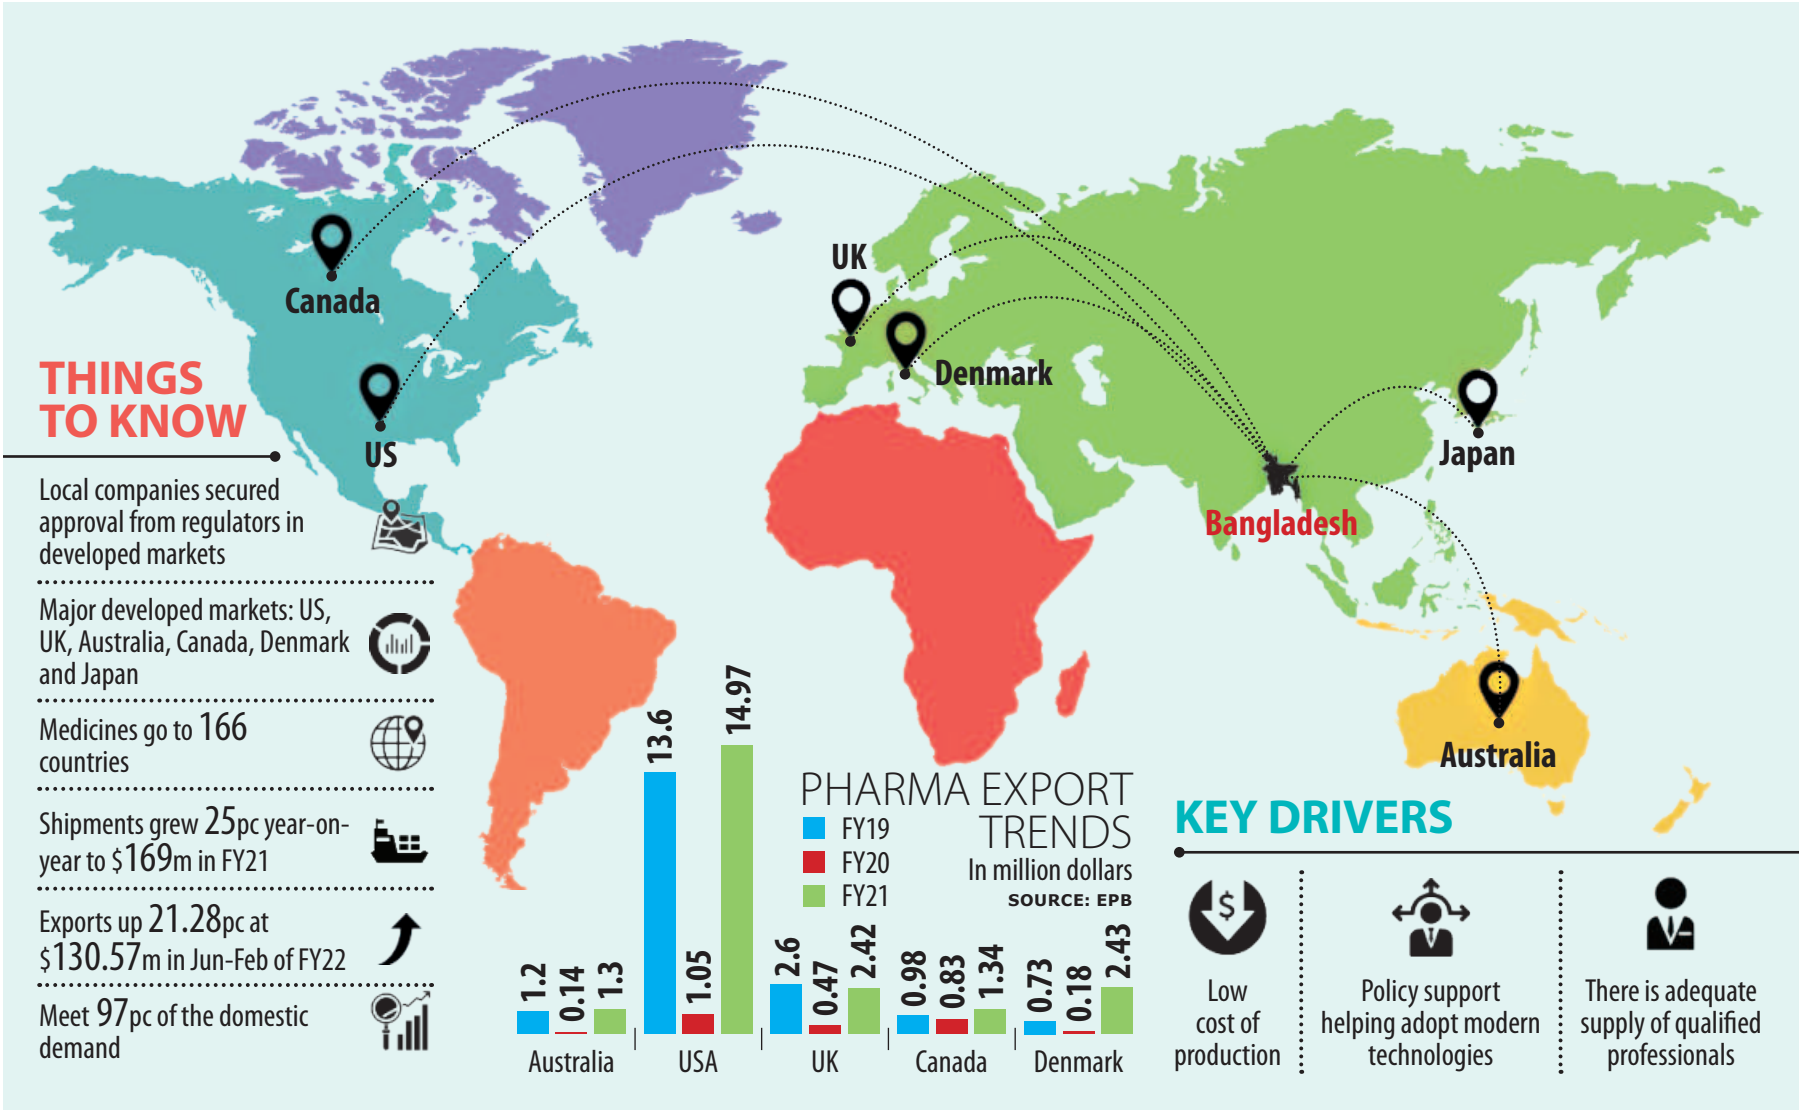 Canada
US
UK
Denmark
Japan
Bangladesh
Australia
THINGS
TO KNOW
Local companies secured
approval from regulators in
developed markets
Major developed markets: US,
UK, Australia, Canada, Denmark
and Japan
Medicines go to 166
countries
Shipments grew 25pc year-on-
year to $169m in FY21
Exports up 21.28pc at
$130.57m in Jun-Feb of FY22
Meet 97pc of the domestic
demand
PHARMA EXPORT
TRENDS
In million dollars
SOURCE: EPB
FY19
FY20
FY21
1.2
0.14
1.3
Australia
13.6
1.05
14.97
USA
2.6
0.47
2.42
UK
0.98
0.83
1.34
Canada
0.73
0.18
2.43
Denmark
KEY DRIVERS
$
Low
cost of
production
Policy support
helping adopt modern
technologies
There is adequate
supply of qualified
professionals